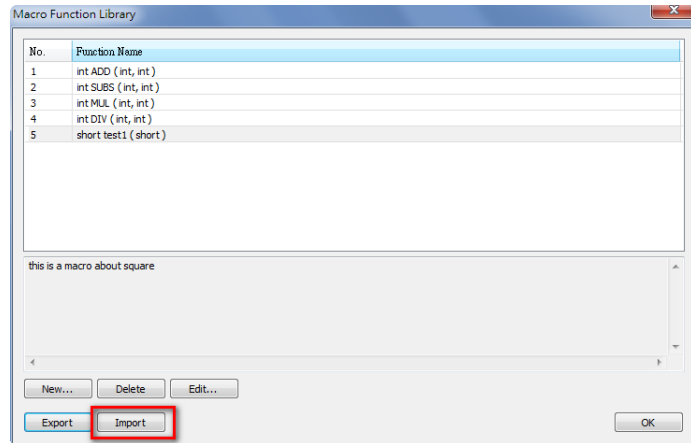 Macro Function Library
No. Function Name
1 int ADD ( int, int )
2 int SUBS ( int, int )
3 int MUL ( int, int )
4 int DIV ( int, int )
5 short test1 ( short )
this is a macro about square
New... Delete Edit...
Export Import OK